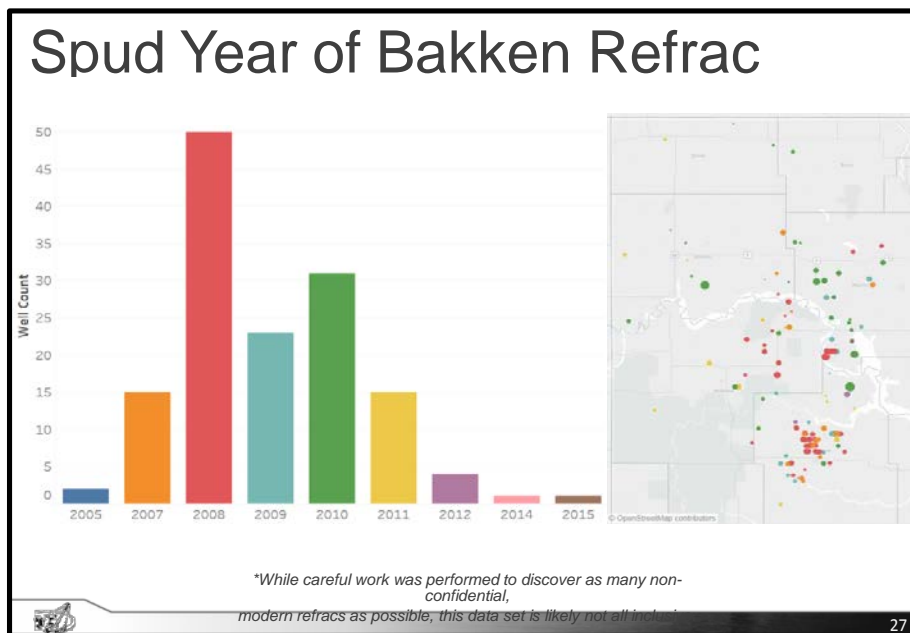 Spud Year of Bakken Refrac
50
45
40
35
30
25
20
15
10
5
0
Well Count
2005 2007 2008 2009 2010 2011 2012 2014 2015
© OpenStreetMap contributors
*While careful work was performed to discover as many non-
confidential,
modern refracs as possible, this data set is likely not all
27